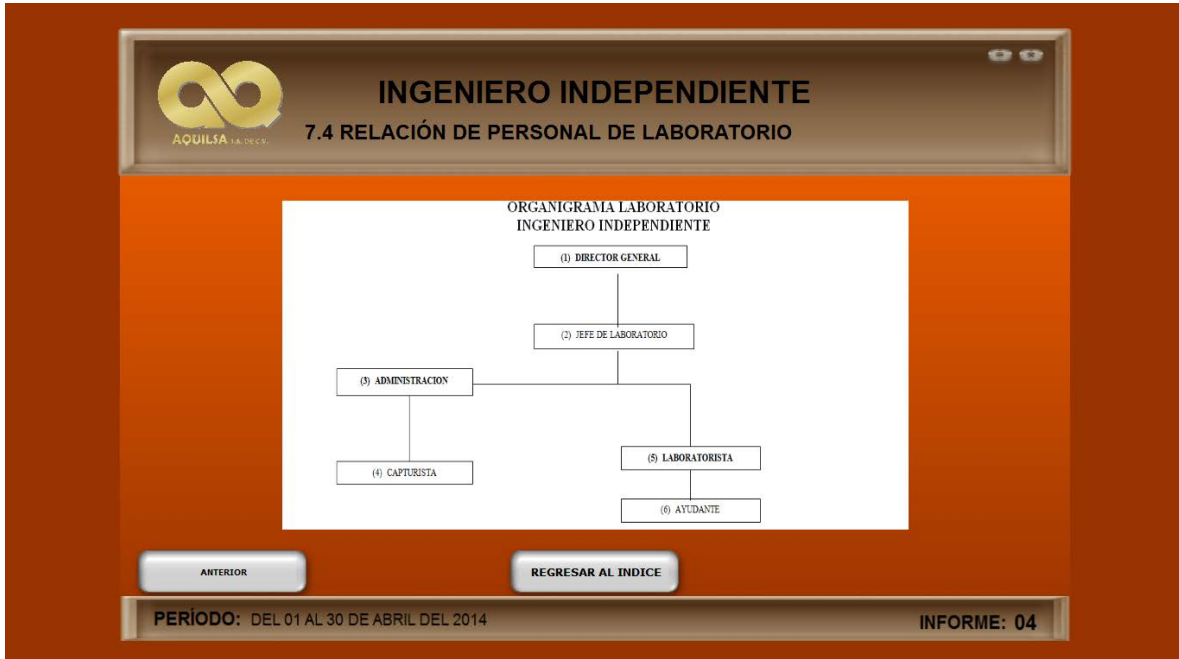 INGENIERO INDEPENDIENTE
7.4 RELACIÓN DE PERSONAL DE LABORATORIO
AQUILSA S.A. DE C.V.
ORGANIGRAMA LABORATORIO
INGENIERO INDEPENDIENTE
(1) DIRECTOR GENERAL
(2) JEFE DE LABORATORIO
(3) ADMINISTRACION
(4) CAPTURISTA
(5) LABORATORISTA
(6) AYUDANTE
ANTERIOR
REGRESAR AL INDICE
PERÍODO: DEL 01 AL 30 DE ABRIL DEL 2014
INFORME: 04